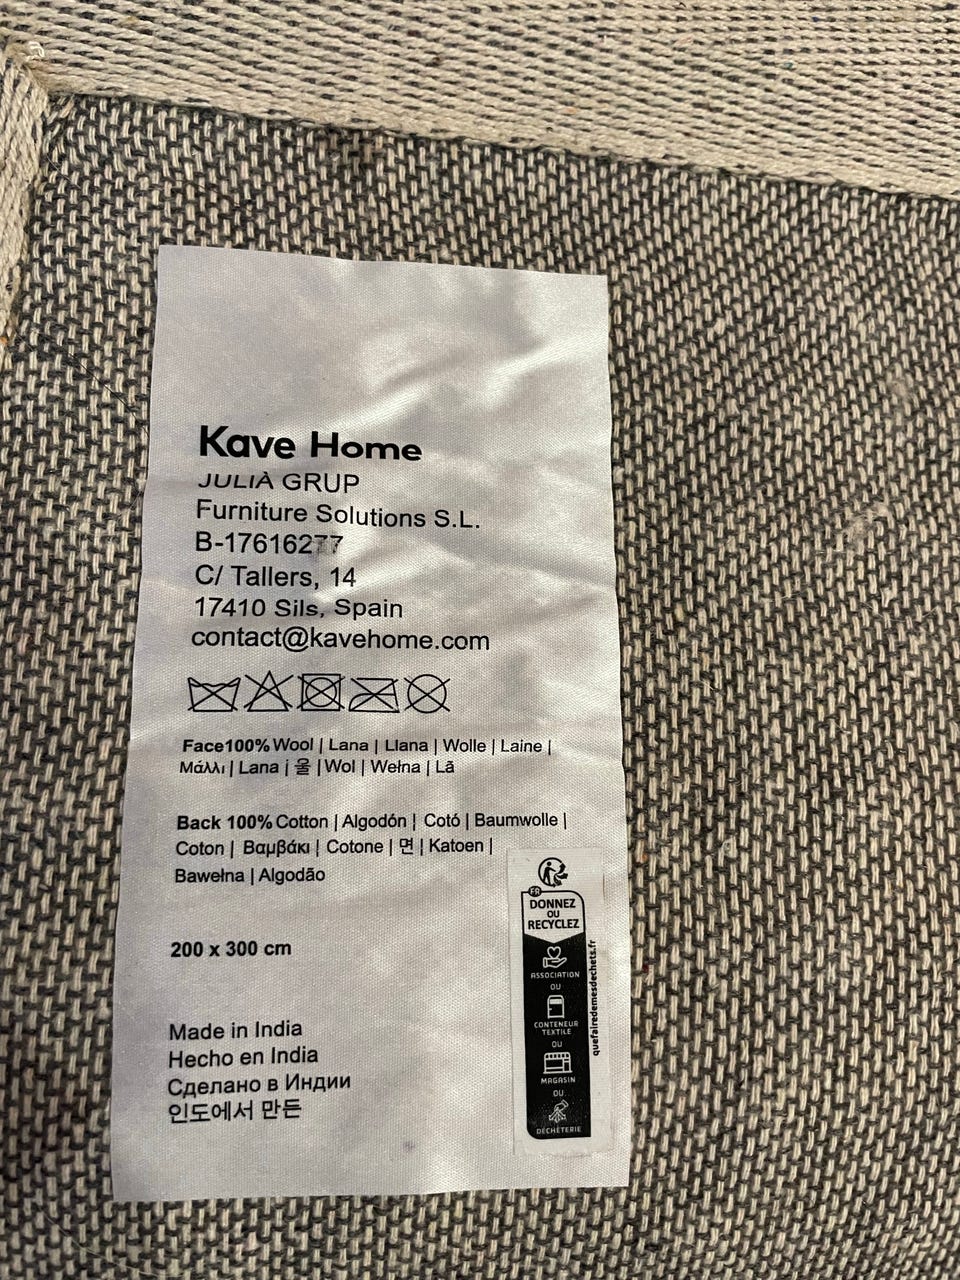 Kave Home
JULIÀ GRUP
Furniture Solutions S.L.
B-17616277
C/ Tallers, 14
17410 Sils, Spain
contact@kavehome.com
Face100% Wool | Lana | Llana | Wolle | Laine |
Μάλλι | Lana | 울 | Wol | Wełna | Lã
Back 100% Cotton | Algodón | Cotó | Baumwolle |
Coton | Βαμβάκι | Cotone | 면 | Katoen |
Bawełna | Algodão
200 x 300 cm
Made in India
Hecho en India
Сделано в Индии
인도에서 만든
FR
DONNEZ
OU
RECYCLEZ
ASSOCIATION
OU
CONTENEUR
TEXTILE
OU
MAGASIN
OU
DÉCHÈTERIE
quefairedemesdechets.fr